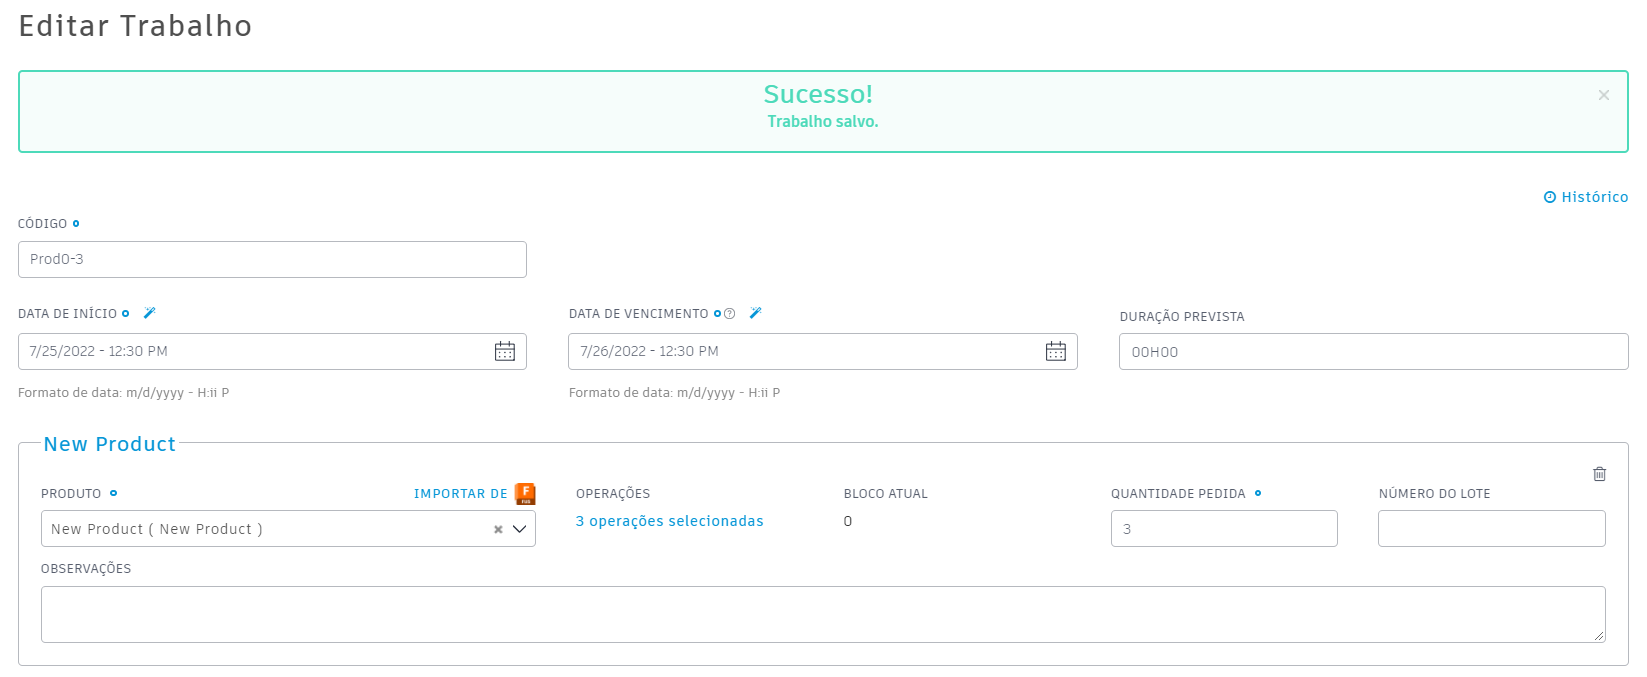 Editar Trabalho
Sucesso!
Trabalho salvo.
Histórico
CÓDIGO
Prod0-3
DATA DE INÍCIO
DATA DE VENCIMENTO
DURAÇÃO PREVISTA
7/25/2022 - 12:30 PM
7/26/2022 - 12:30 PM
00H00
Formato de data: m/d/yyyy - H:ii P
Formato de data: m/d/yyyy - H:ii P
New Product
PRODUTO
IMPORTAR DE
F
OPERAÇÕES
BLOCO ATUAL
QUANTIDADE PEDIDA
NÚMERO DO LOTE
New Product ( New Product )
3 operações selecionadas
0
3
OBSERVAÇÕES